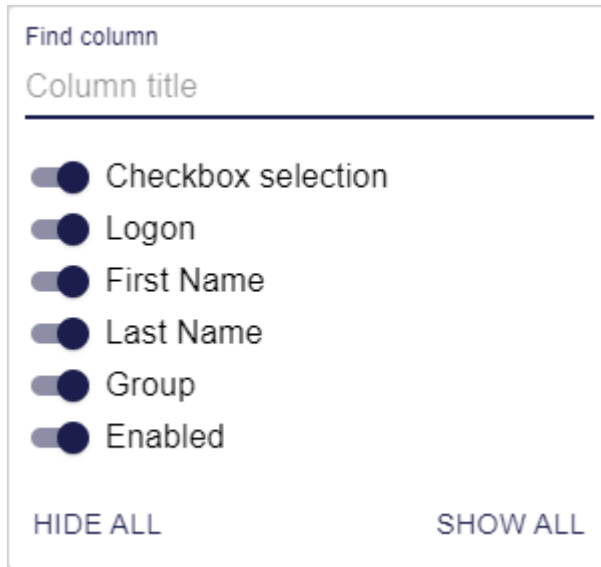 Find column
Column title
Checkbox selection
Logon
First Name
Last Name
Group
Enabled
HIDE ALL SHOW ALL